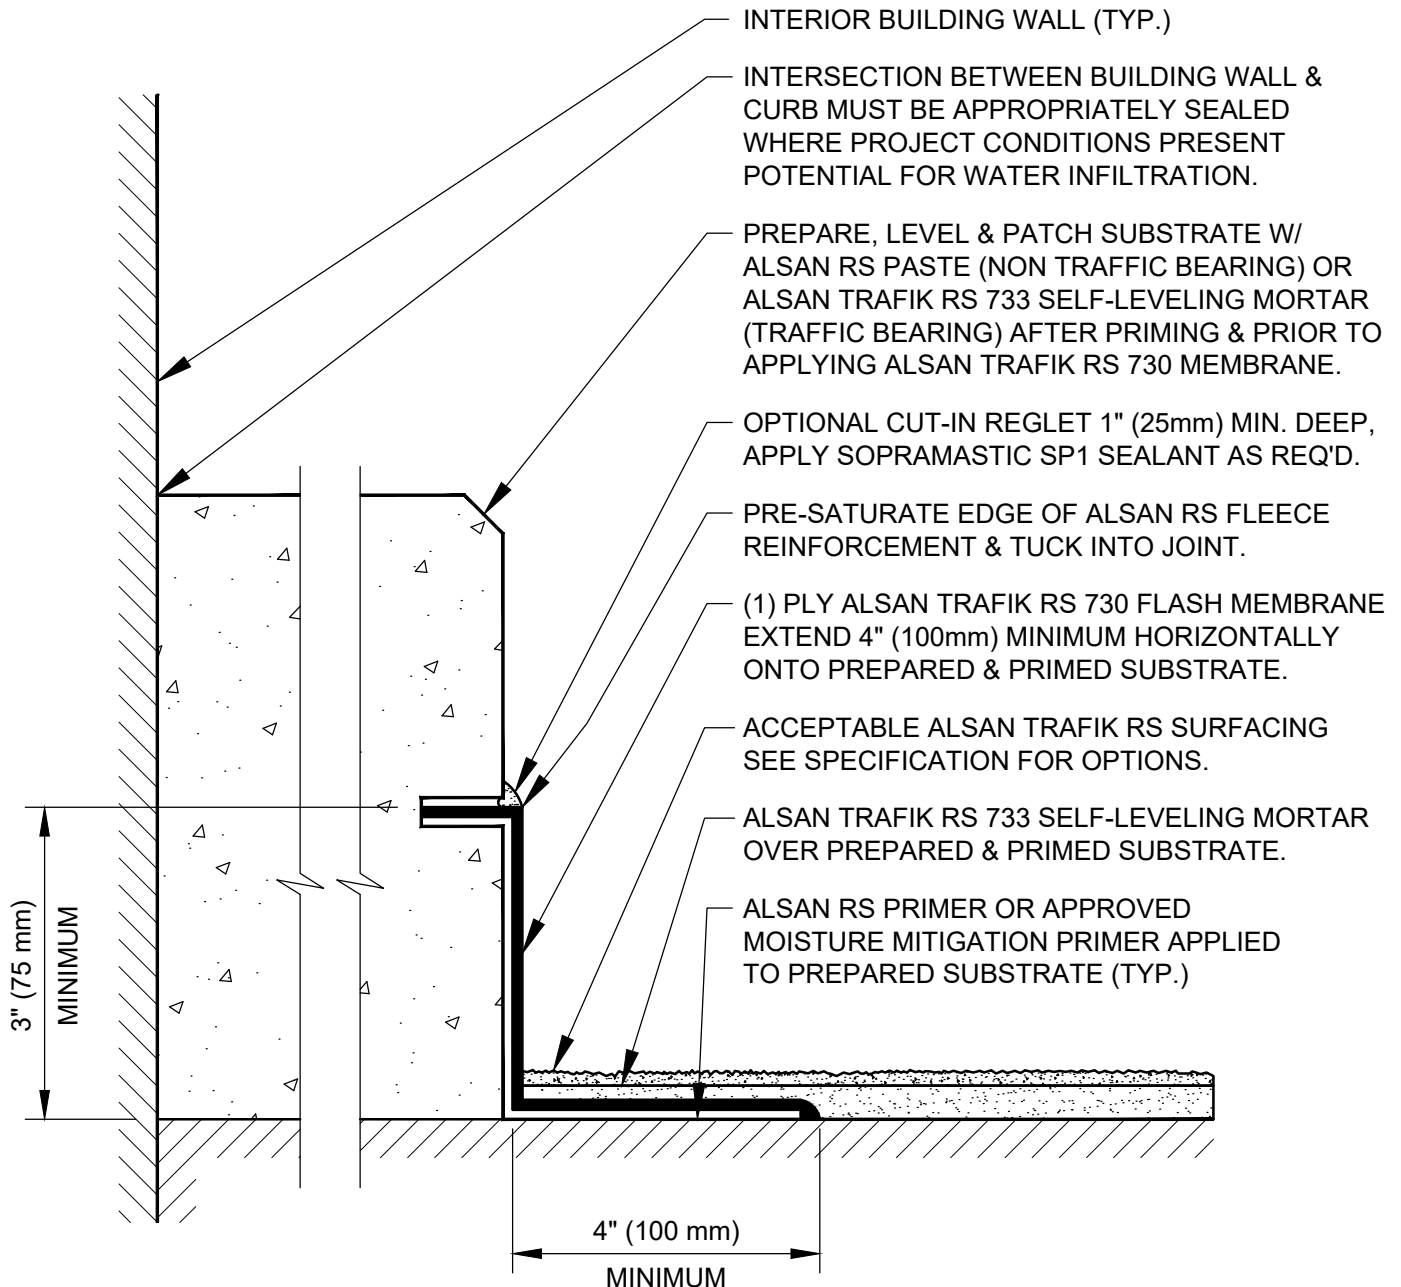 INTERIOR BUILDING WALL (TYP.)
INTERSECTION BETWEEN BUILDING WALL &
CURB MUST BE APPROPRIATELY SEALED
WHERE PROJECT CONDITIONS PRESENT
POTENTIAL FOR WATER INFILTRATION.
PREPARE, LEVEL & PATCH SUBSTRATE W/
ALSAN RS PASTE (NON TRAFFIC BEARING) OR
ALSAN TRAFIK RS 733 SELF-LEVELING MORTAR
(TRAFFIC BEARING) AFTER PRIMING & PRIOR TO
APPLYING ALSAN TRAFIK RS 730 MEMBRANE.
OPTIONAL CUT-IN REGLET 1" (25mm) MIN. DEEP,
APPLY SOPRAMASTIC SP1 SEALANT AS REQ'D.
PRE-SATURATE EDGE OF ALSAN RS FLEECE
REINFORCEMENT & TUCK INTO JOINT.
(1) PLY ALSAN TRAFIK RS 730 FLASH MEMBRANE
EXTEND 4" (100mm) MINIMUM HORIZONTALLY
ONTO PREPARED & PRIMED SUBSTRATE.
ACCEPTABLE ALSAN TRAFIK RS SURFACING
SEE SPECIFICATION FOR OPTIONS.
ALSAN TRAFIK RS 733 SELF-LEVELING MORTAR
OVER PREPARED & PRIMED SUBSTRATE.
ALSAN RS PRIMER OR APPROVED
MOISTURE MITIGATION PRIMER APPLIED
TO PREPARED SUBSTRATE (TYP.)
3" (75 mm)
MINIMUM
4" (100 mm)
MINIMUM